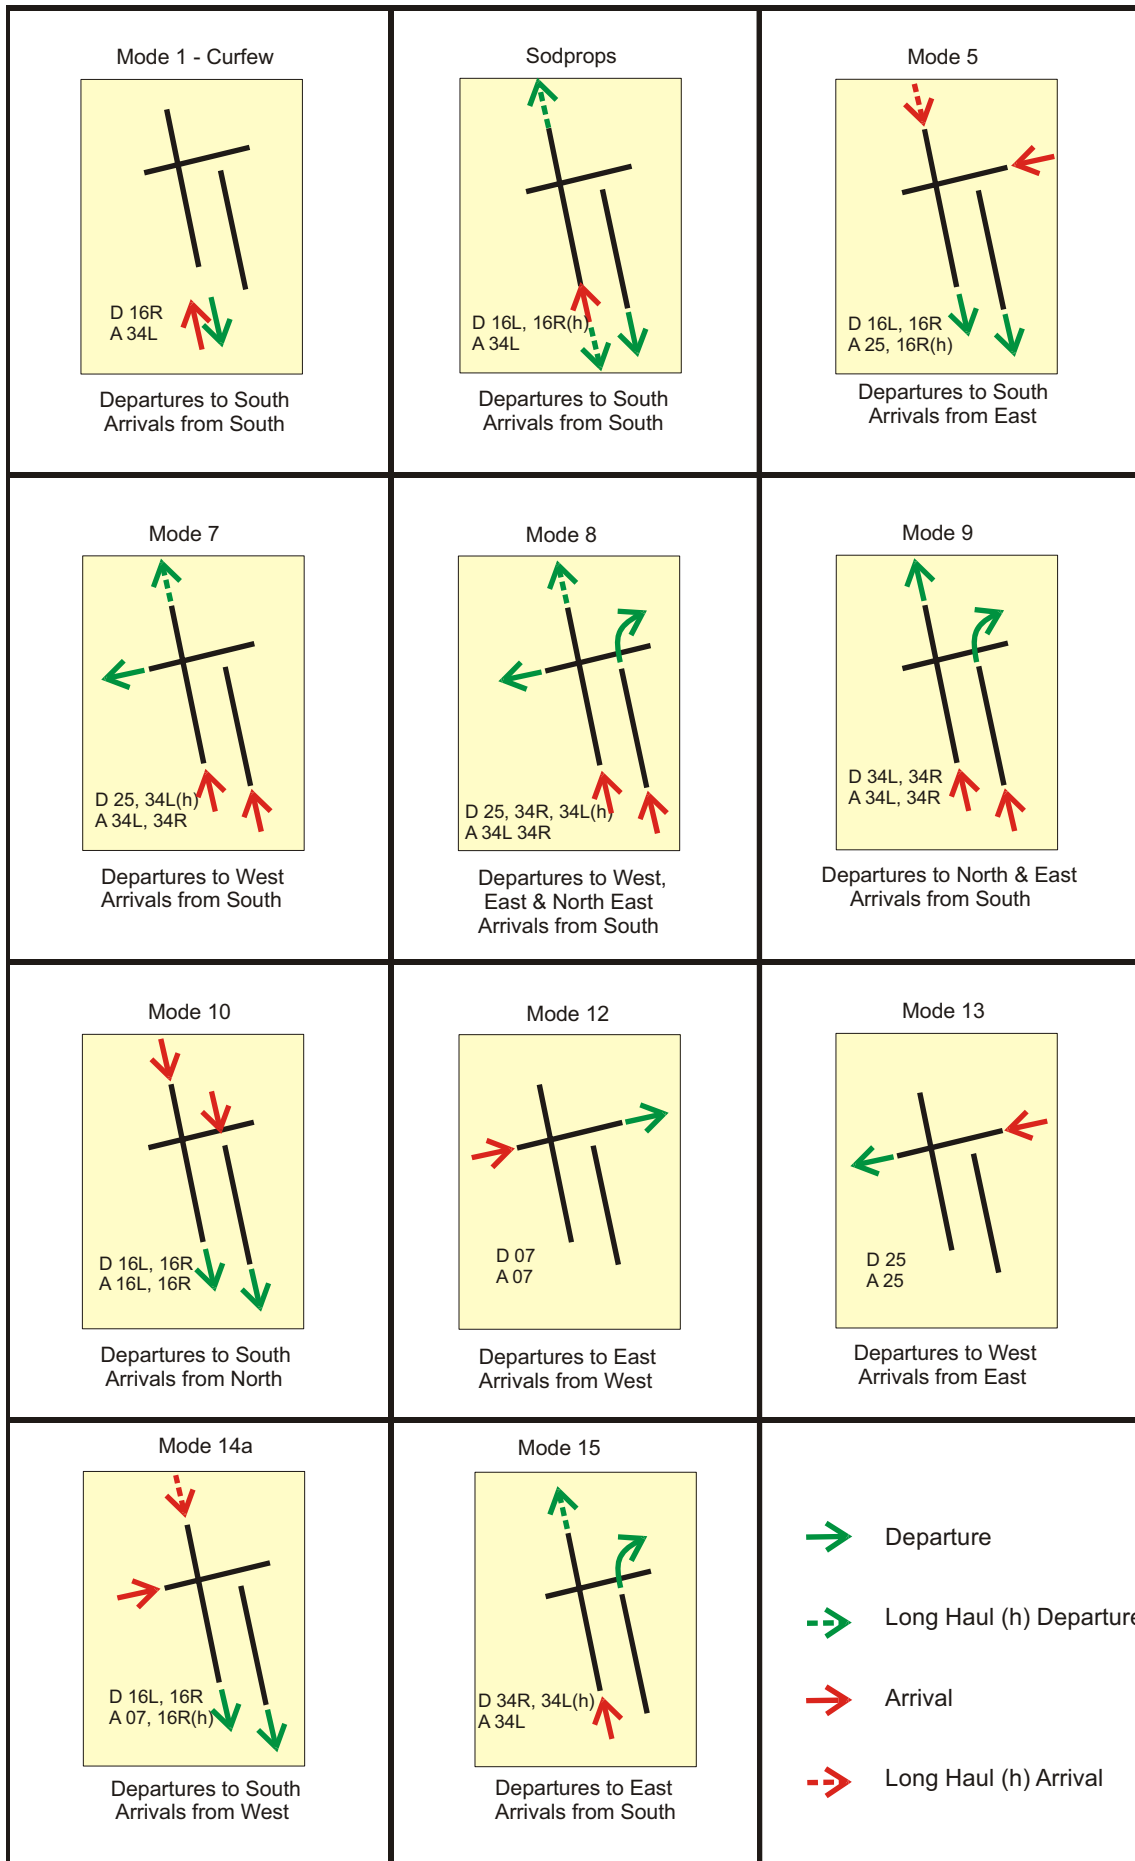 Mode 1 - Curfew
D 16R
A 34L
Departures to South
Arrivals from South
Sodprops
D 16L, 16R(h)
A 34L
Departures to South
Arrivals from South
Mode 5
D 16L, 16R
A 25, 16R(h)
Departures to South
Arrivals from East
Mode 7
D 25, 34L(h)
A 34L, 34R
Departures to West
Arrivals from South
Mode 8
D 25, 34R, 34L(h)
A 34L 34R
Departures to West,
East & North East
Arrivals from South
Mode 9
D 34L, 34R
A 34L, 34R
Departures to North & East
Arrivals from South
Mode 10
D 16L, 16R
A 16L, 16R
Departures to South
Arrivals from North
Mode 12
D 07
A 07
Departures to East
Arrivals from West
Mode 13
D 25
A 25
Departures to West
Arrivals from East
Mode 14a
D 16L, 16R
A 07, 16R(h)
Departures to South
Arrivals from West
Mode 15
D 34R, 34L(h)
A 34L
Departures to East
Arrivals from South
Departure
Long Haul (h) Departure
Arrival
Long Haul (h) Arrival